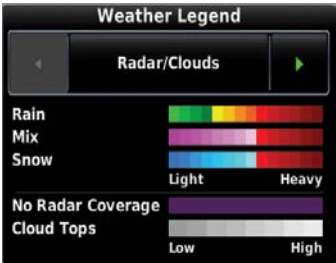 Weather Legend
Radar/Clouds
Rain
Mix
Snow
Light Heavy
No Radar Coverage
Cloud Tops
Low High